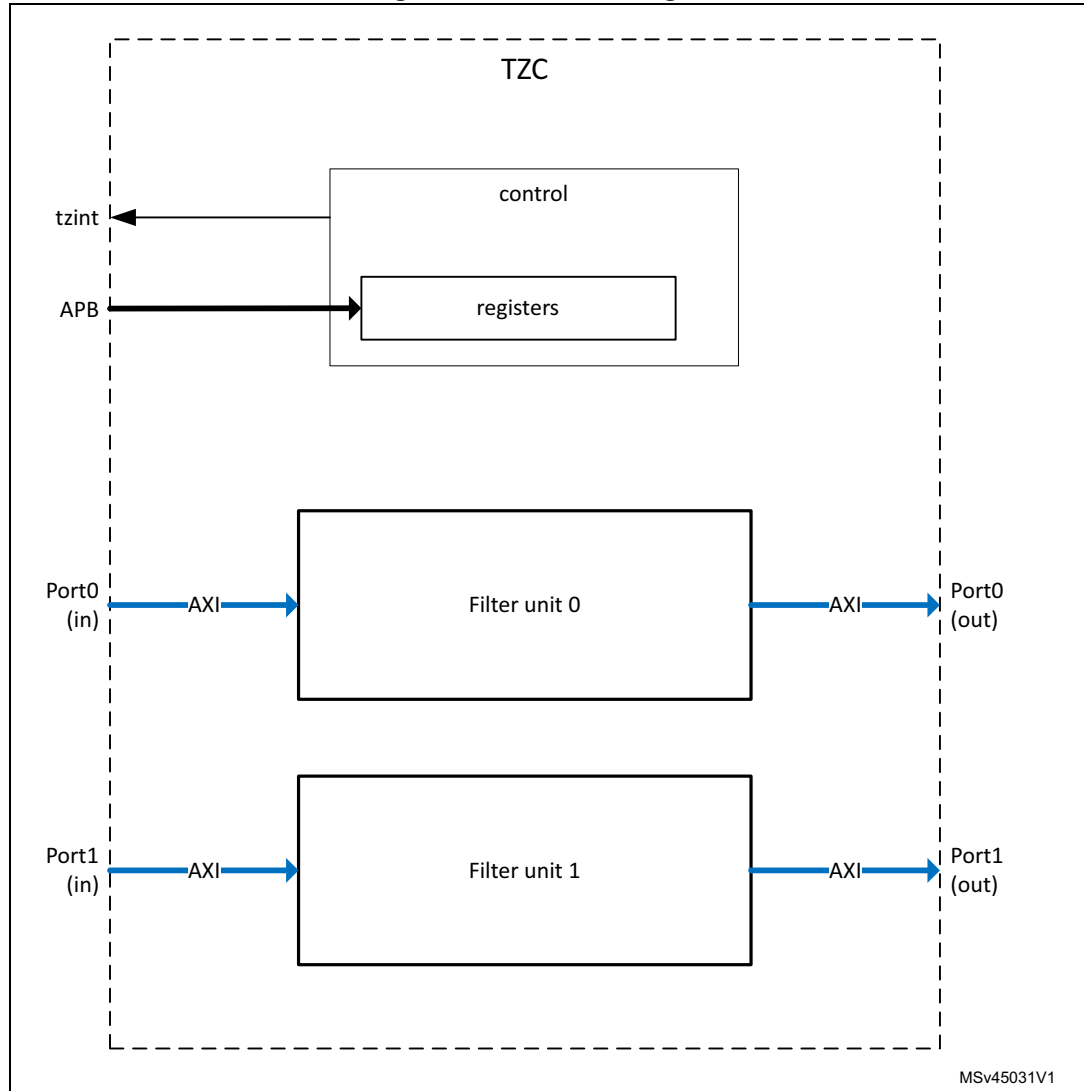 TZC
control
tzint
APB
registers
Port0
(in)
AXI
Filter unit 0
AXI
Port0
(out)
Port1
(in)
AXI
Filter unit 1
AXI
Port1
(out)
MSv45031V1